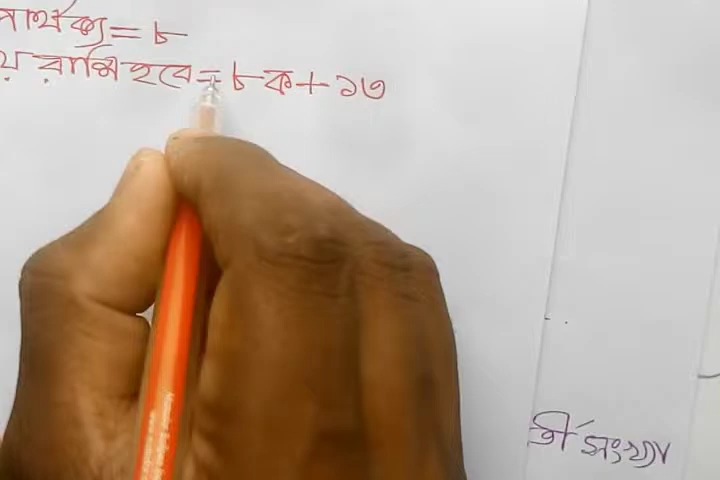 পার্থক্য = ৮
য় রাশি হবে = ৮ক + ১৩
সংখ্যা